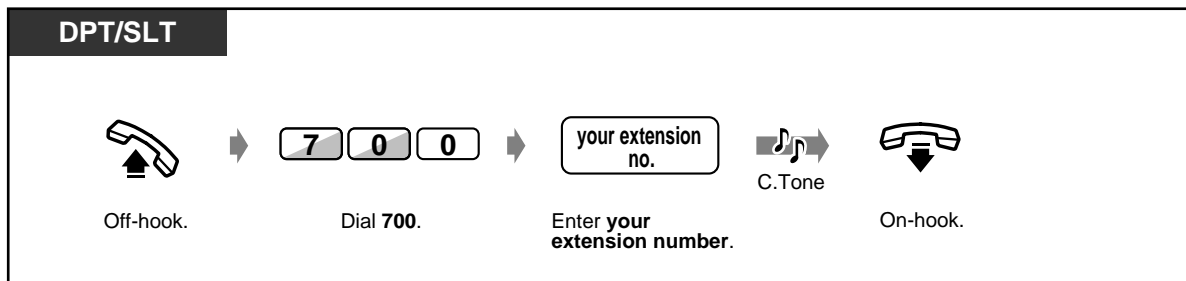 DPT/SLT
7 0 0
your extension
no.
C.Tone
Off-hook.
Dial 700.
Enter your
extension number.
On-hook.